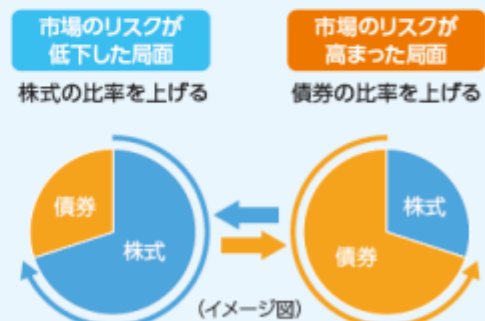 市場のリスクが
低下した局面
株式の比率を上げる
市場のリスクが
高まった局面
債券の比率を上げる
債券
株式
株式
債券
(イメージ図)